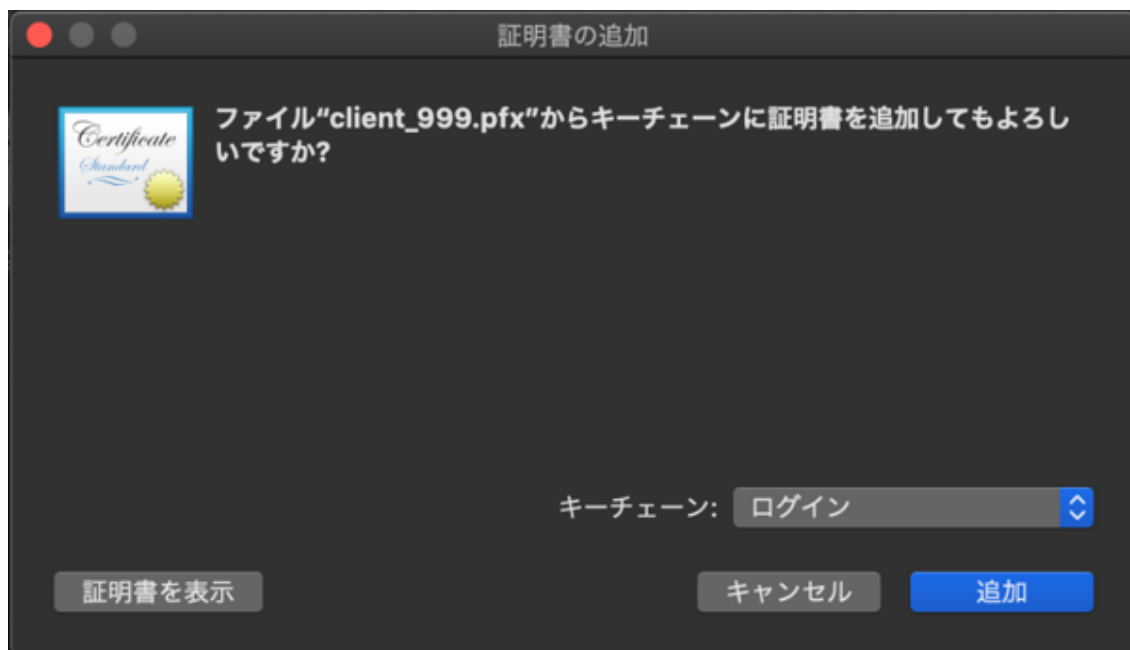 証明書の追加
Certificate
Standard
ファイル“client_999.pfx”からキーチェーンに証明書を追加してもよろし
いですか?
キーチェーン: ログイン
証明書を表示 キャンセル 追加